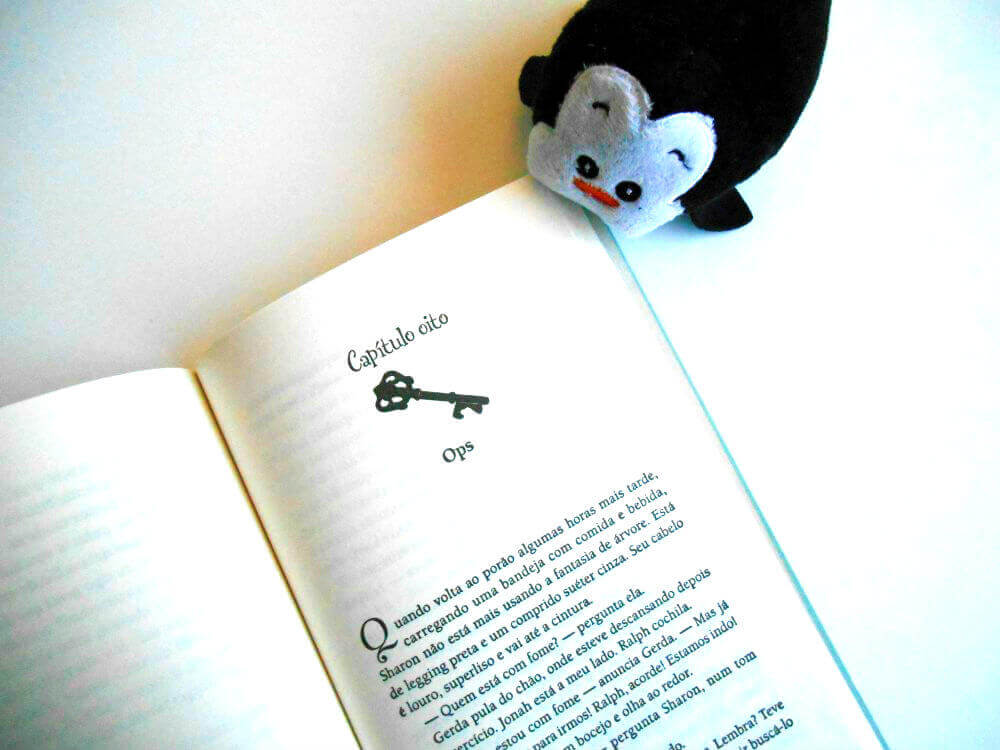 Capítulo oito
Ops
Quando volta ao porão algumas horas mais tarde,
carregando uma bandeja com comida e bebida,
Sharon não está mais usando a fantasia de árvore. Está
de legging preta e um comprido suéter cinza. Seu cabelo
é louro, superliso e vai até a cintura.
— Quem está com fome? — pergunta ela.
Gerda pula do chão, onde esteve descansando depois
exercício. Jonah está a meu lado. Ralph cochila.
estou com fome — anuncia Gerda. — Mas já
para irmos! Ralph, acorde! Estamos indo!
bocejo e olha ao redor.
pergunta Sharon, num tom
Lembra? Teve
ir buscá-lo